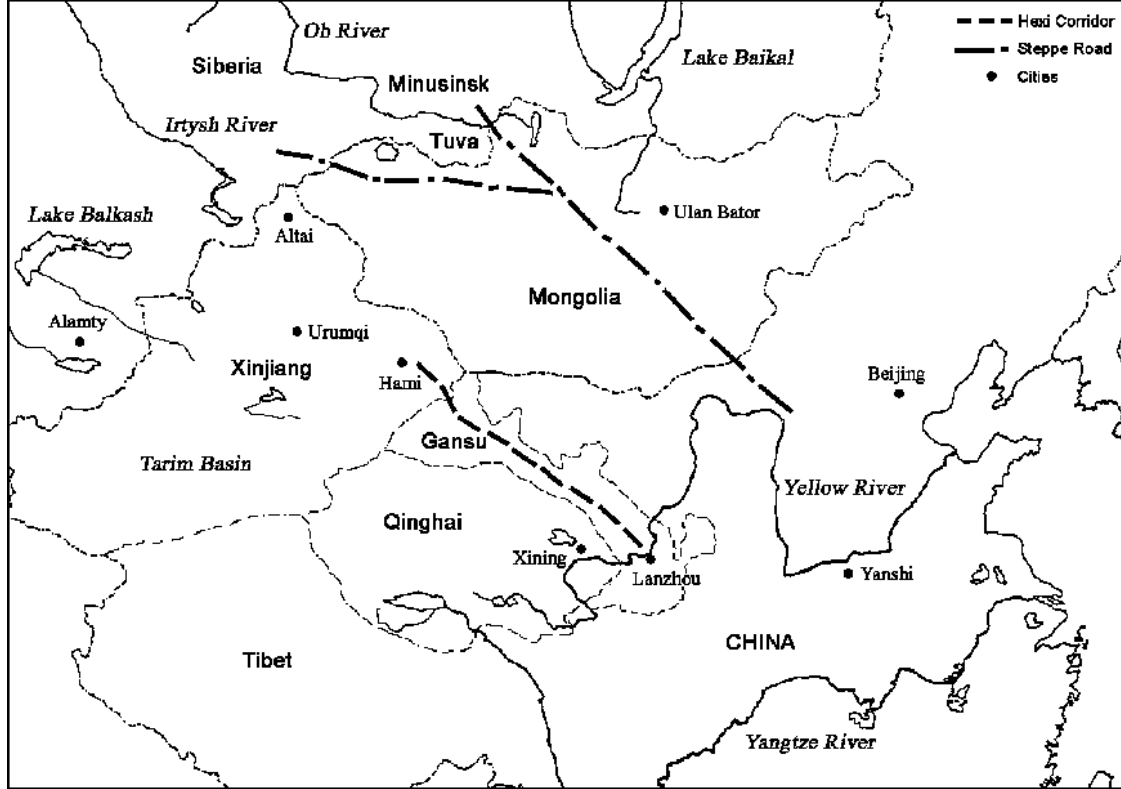 Ob River
Hexi Corridor
Steppe Road
Cities
Siberia
Lake Baikal
Minusinsk
Irtysh River
Tuva
Lake Balkash
Ulan Bator
Altai
Mongolia
Alamty
Urumqi
Xinjiang
Hami
Beijing
Gansu
Tarim Basin
Yellow River
Qinghai
Xining
Lanzhou
Yanshi
CHINA
Tibet
Yangtze River